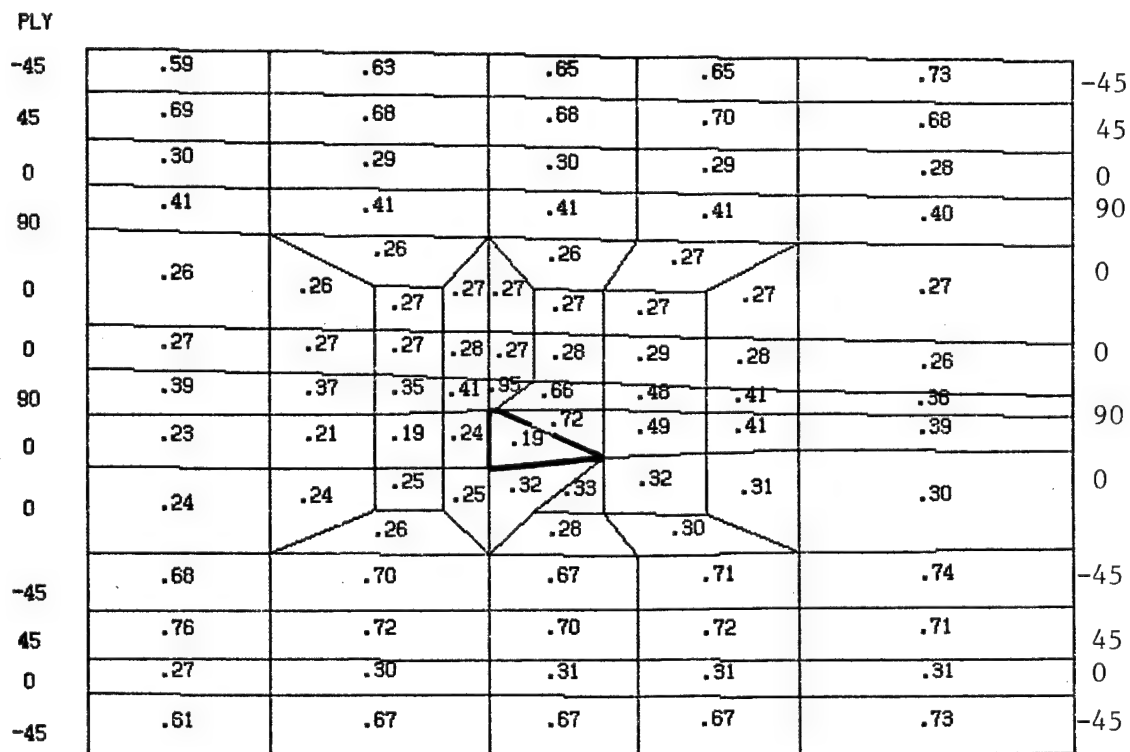 PLY
-45 .59 .63 .65 .65 .73 -45
45 .69 .68 .68 .70 .68 45
0 .30 .29 .30 .29 .28 0
90 .41 .41 .41 .41 .40 90
.26 .26 .27
0 .26 .26 .27 .27 .27 .27 .27 .27 .27 0
0 .27 .27 .27 .28 .27 .28 .29 .28 .26 0
90 .39 .37 .35 .41 .95 .66 .48 .41 .38 90
.72
0 .23 .21 .19 .24 .19 .49 .41 .39
0 .24 .24 .25 .25 .32 .33 .32 .31 .30 0
.26 .28 .30
-45 .68 .70 .67 .71 .74 -45
45 .76 .72 .70 .72 .71 45
0 .27 .30 .31 .31 .31 0
-45 .61 .67 .67 .67 .73 -45